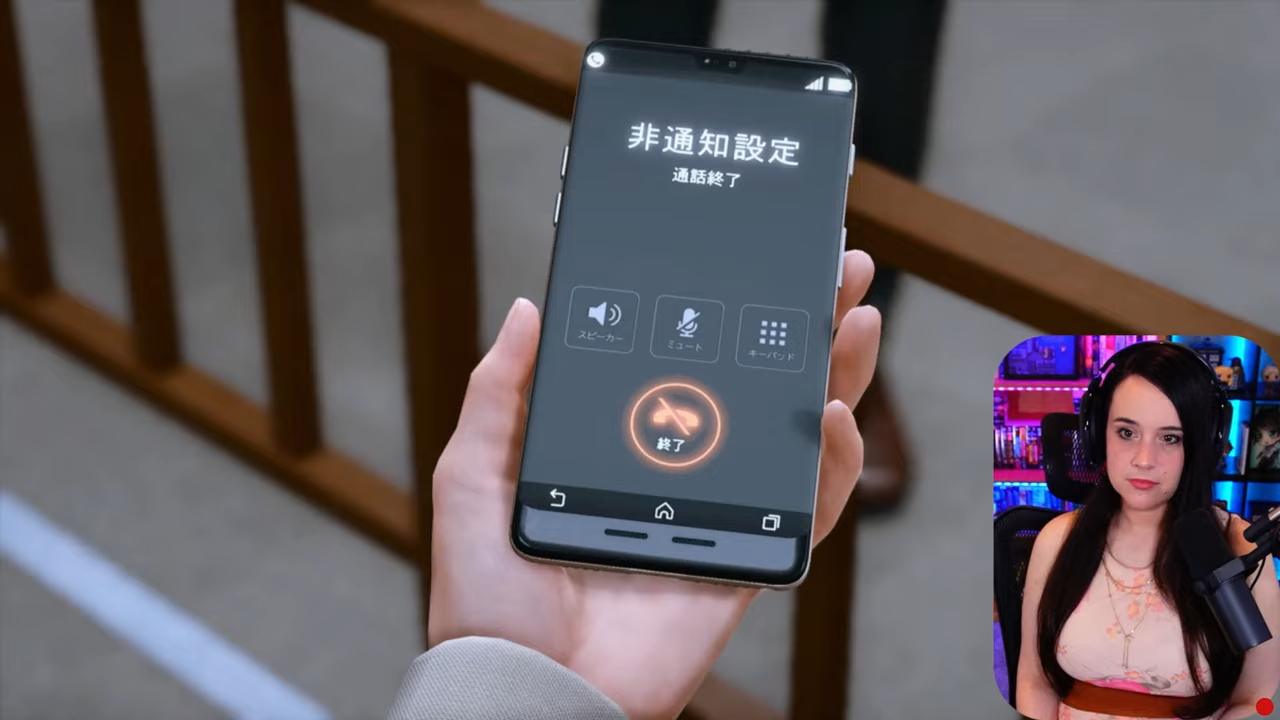 非通知設定
通話終了
スピーカー
ミュート
キーパッド
終了